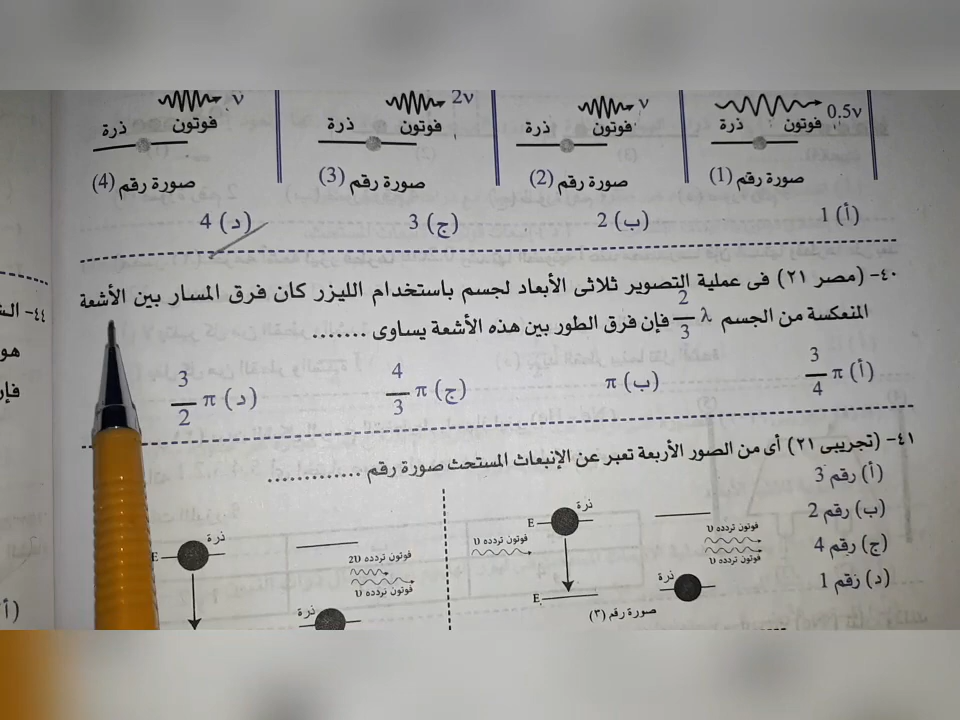 0.5ν
فوتون
ذرة
صورة رقم (1)
ν
فوتون
ذرة
صورة رقم (2)
2ν
فوتون
ذرة
صورة رقم (3)
ν
فوتون
ذرة
صورة رقم (4)
(أ) 1 (ب) 2 (ج) 3 (د) 4
٤٠- (مصر ٢١) فى عملية التصوير ثلاثى الأبعاد لجسم باستخدام الليزر كان فرق المسار بين الأشعة
المنعكسة من الجسم 2/3 λ فإن فرق الطور بين هذه الأشعة يساوى .......
(أ) 3/4 π (ب) π (ج) 4/3 π (د) 3/2 π
٤١- (تجريبى ٢١) أى من الصور الأربعة تعبر عن الإنبعاث المستحث صورة رقم .............
(أ) رقم 3
(ب) رقم 2
(ج) رقم 4
(د) رقم 1
ذرة
E
فوتون تردده υ
E
فوتون تردده υ
فوتون تردده υ
ذرة
صورة رقم (٣)
ذرة
E
فوتون تردده 2υ
فوتون تردده υ
ذرة
٤٤-
هو
فإن
(أ